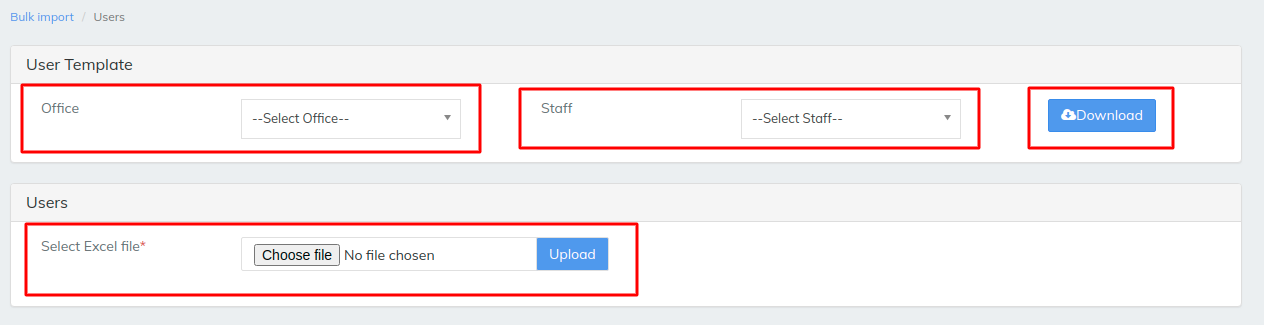 Bulk import / Users
User Template
Office --Select Office-- Staff --Select Staff-- Download
Users
Select Excel file* Choose file No file chosen Upload